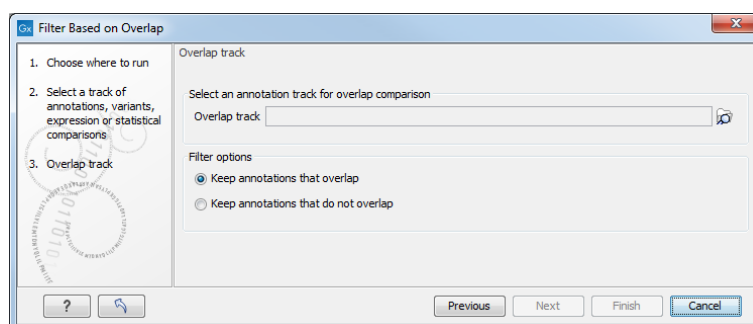 Gx Filter Based on Overlap
1. Choose where to run
2. Select a track of
annotations, variants,
expression or statistical
comparisons
3. Overlap track
Overlap track
Select an annotation track for overlap comparison
Overlap track
Filter options
Keep annotations that overlap
Keep annotations that do not overlap
?
Previous
Next
Finish
Cancel